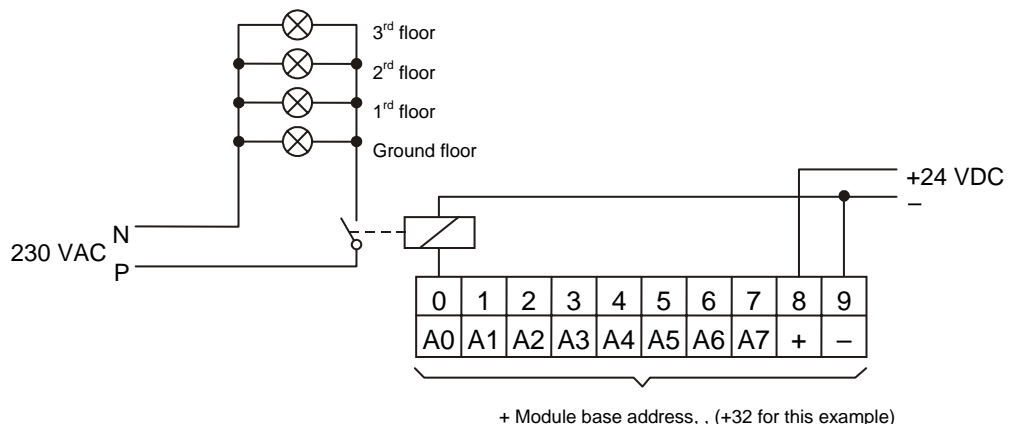 3rd floor
2rd floor
1rd floor
Ground floor
+24 VDC
–
N
230 VAC
P
0 1 2 3 4 5 6 7 8 9
A0 A1 A2 A3 A4 A5 A6 A7 + –
+ Module base address, , (+32 for this example)